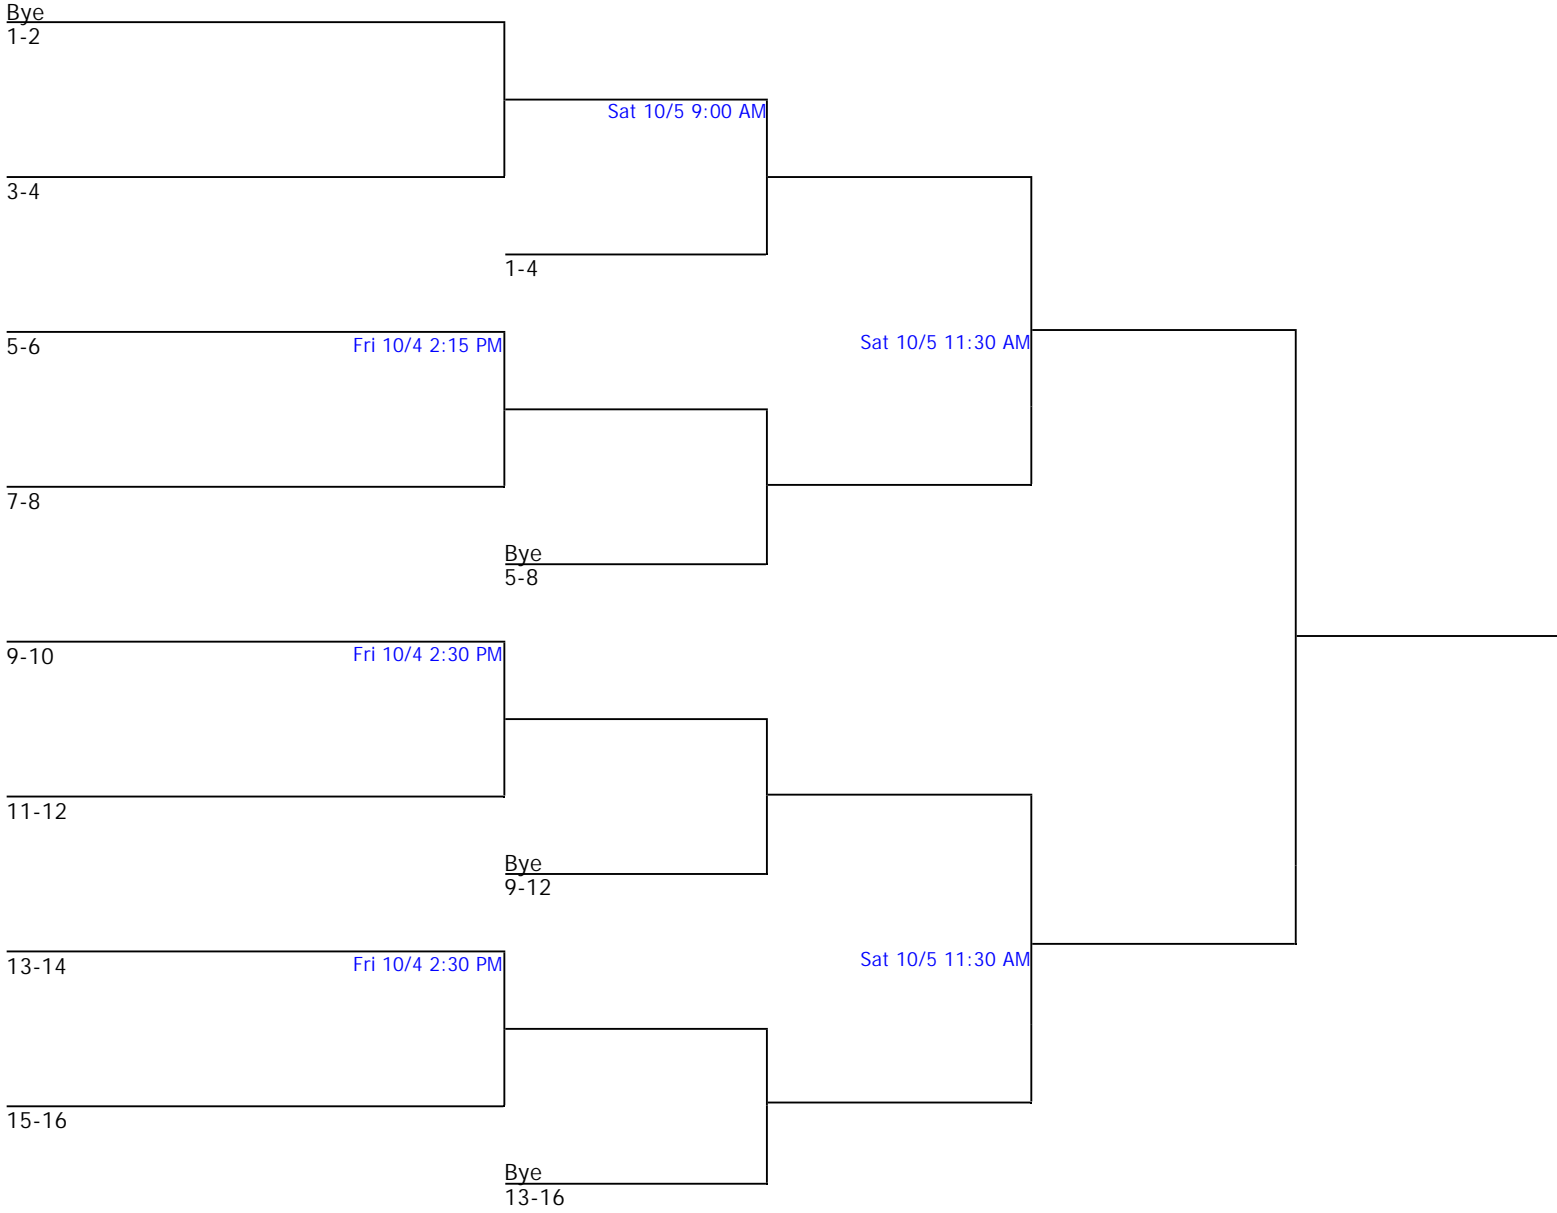 Bye
1-2
Sat 10/5 9:00 AM
3-4
1-4
5-6
Fri 10/4 2:15 PM
Sat 10/5 11:30 AM
7-8
Bye
5-8
9-10
Fri 10/4 2:30 PM
11-12
Bye
9-12
13-14
Fri 10/4 2:30 PM
Sat 10/5 11:30 AM
15-16
Bye
13-16